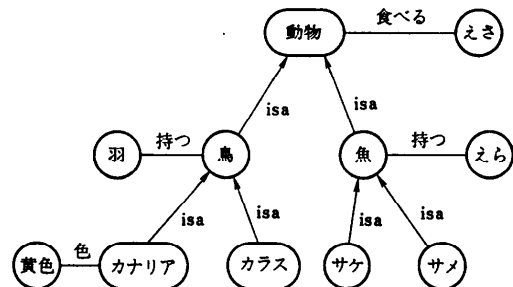 動物
食べる
えさ
isa
isa
羽
持つ
鳥
魚
持つ
えら
isa
isa
isa
isa
黄色
色
カナリア
カラス
サケ
サメ